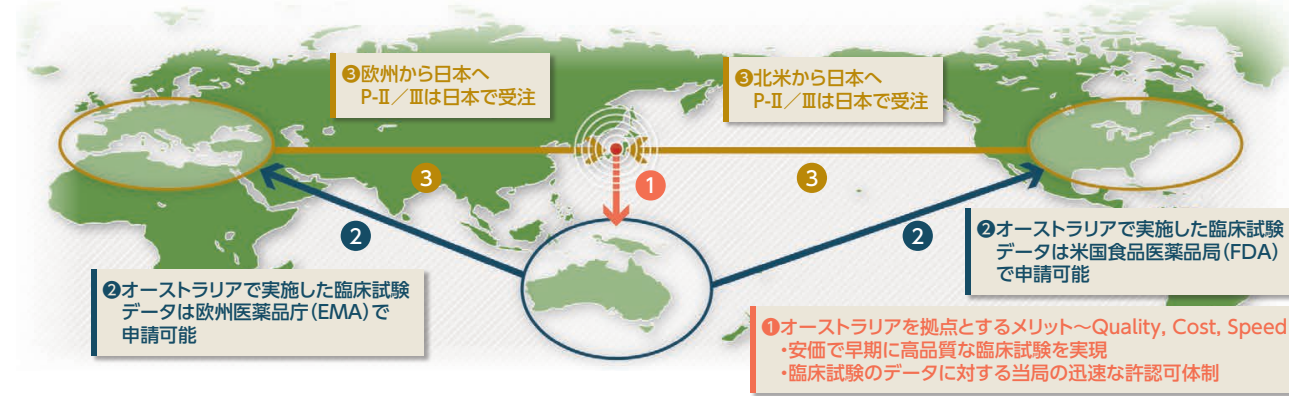 ❸欧州から日本へ
P-Ⅱ／Ⅲは日本で受注
❸北米から日本へ
P-Ⅱ／Ⅲは日本で受注
3
1
3
2
2
❷オーストラリアで実施した臨床試験
データは米国食品医薬品局(FDA)
で申請可能
❷オーストラリアで実施した臨床試験
データは欧州医薬品庁(EMA)で
申請可能
❶オーストラリアを拠点とするメリット〜Quality, Cost, Speed
・安価で早期に高品質な臨床試験を実現
・臨床試験のデータに対する当局の迅速な許認可体制